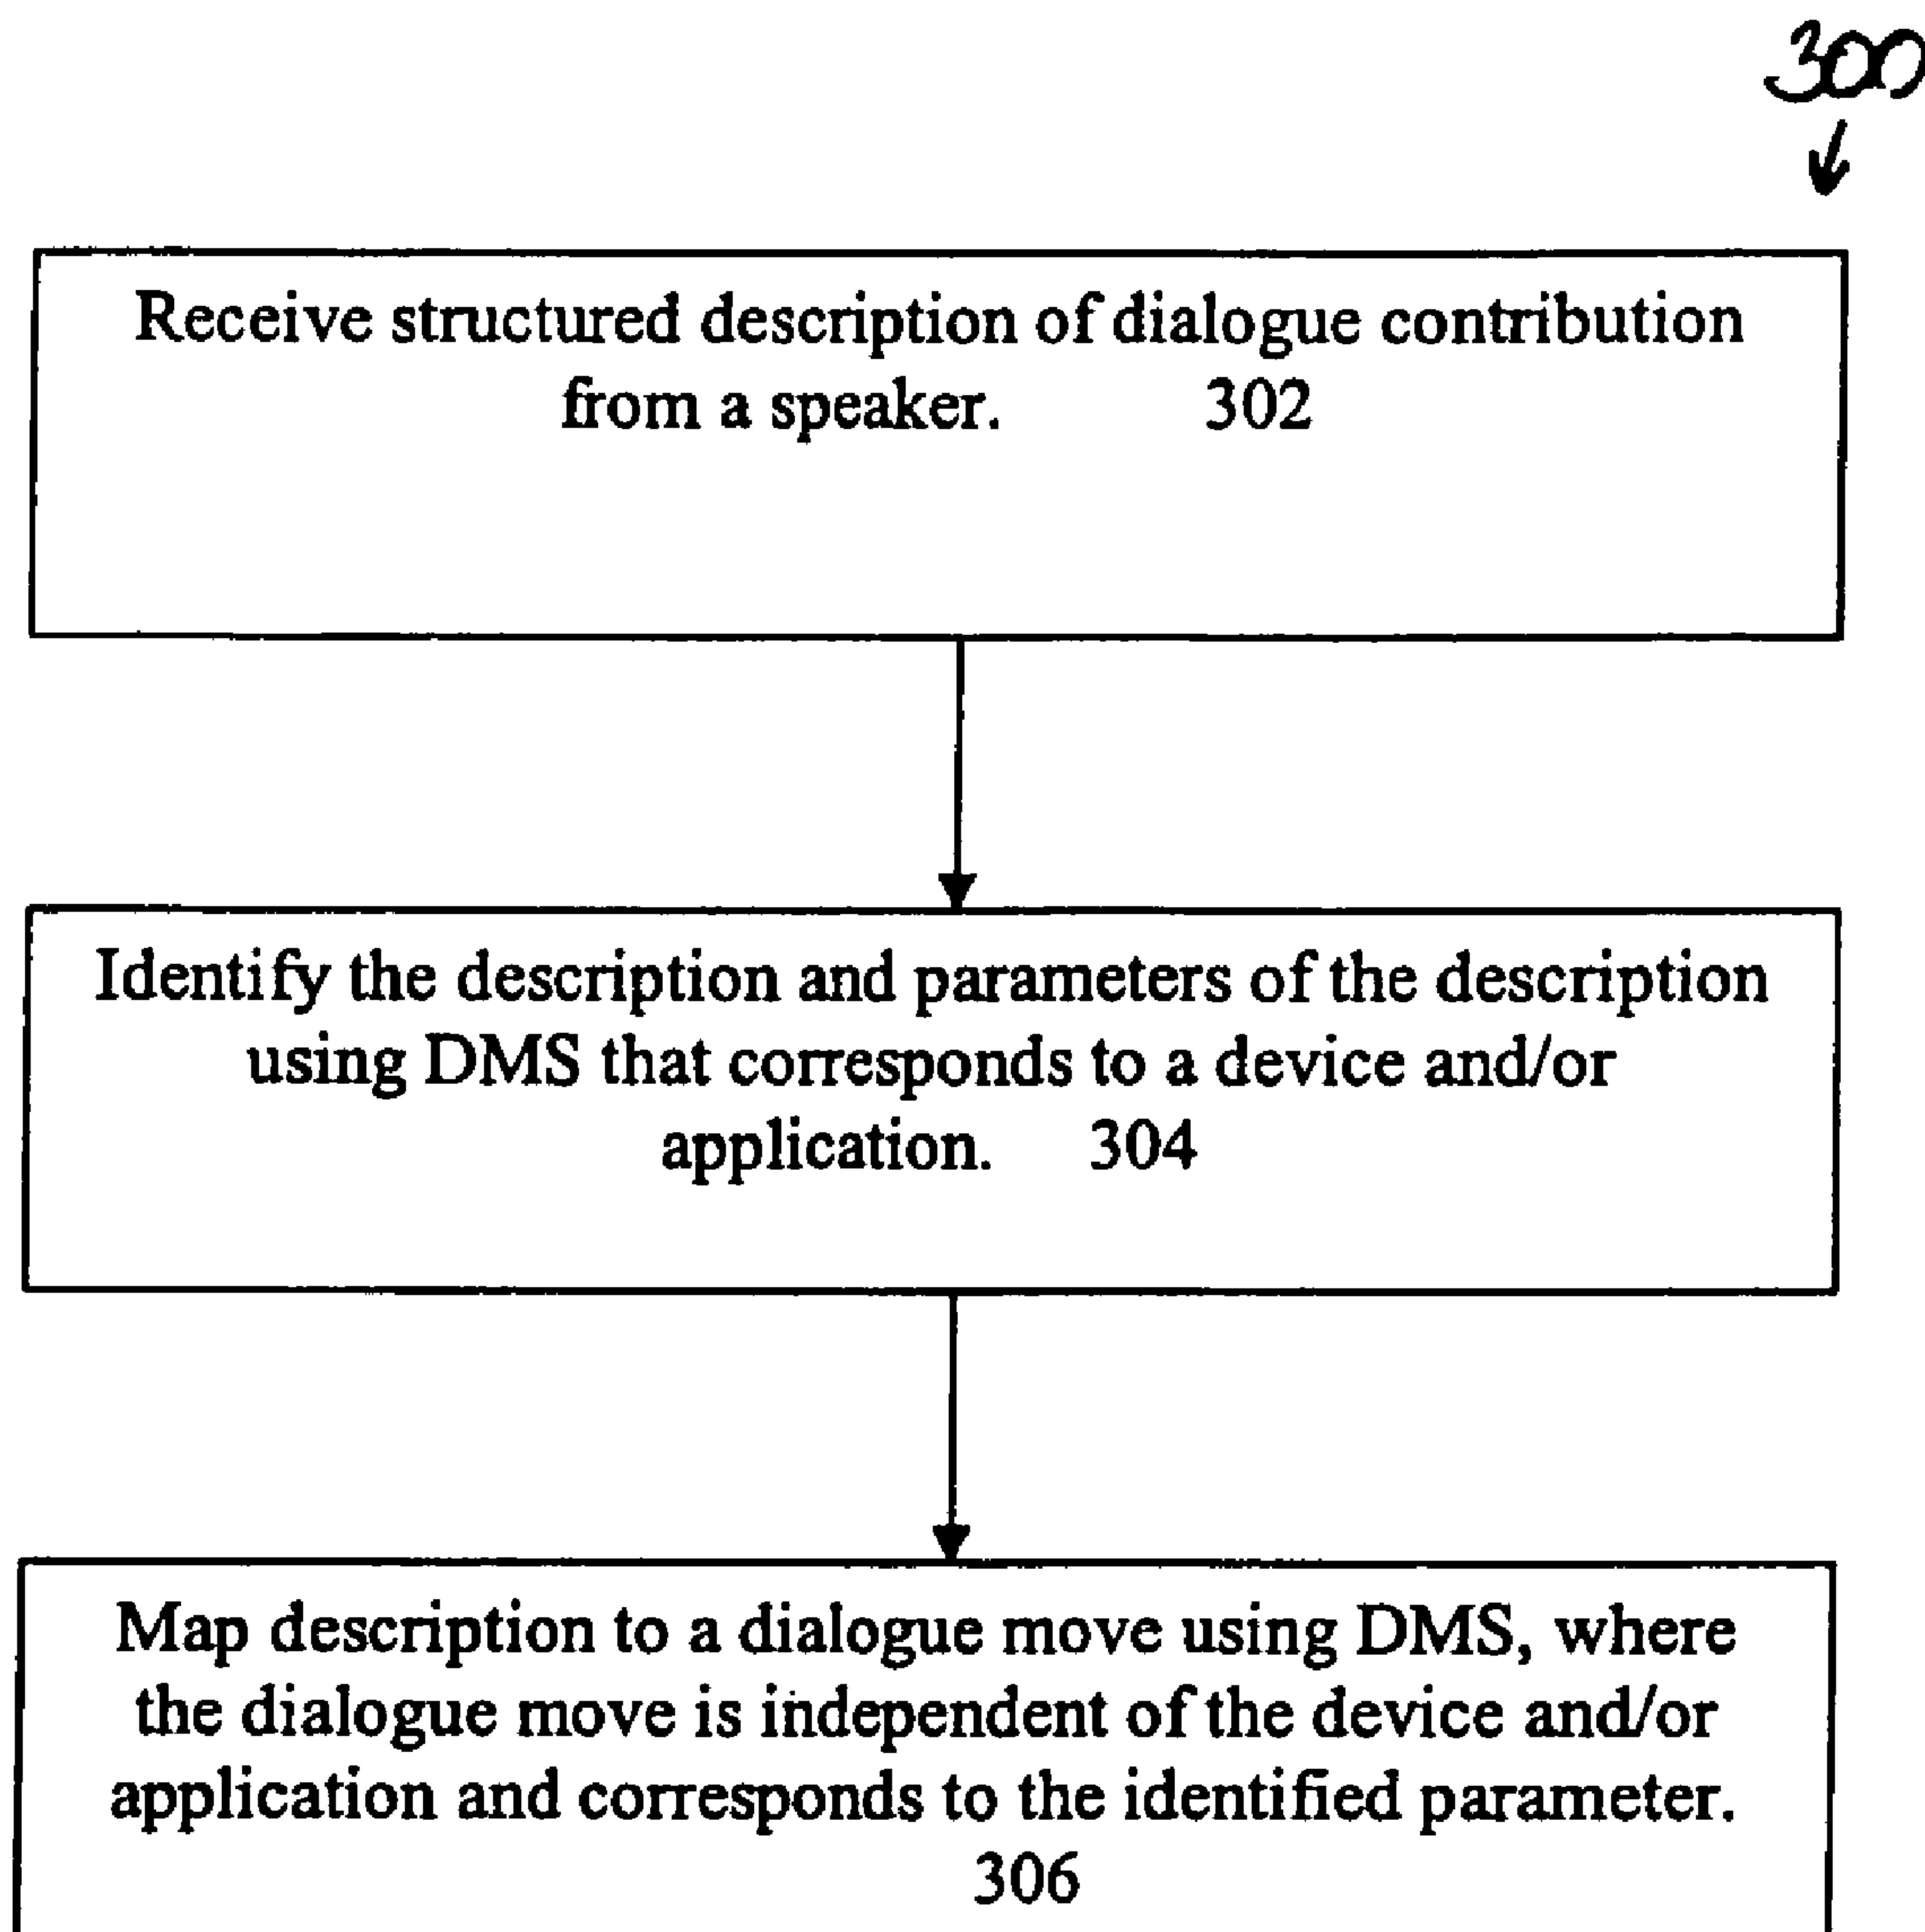 300
Receive structured description of dialogue contribution
from a speaker. 302
Identify the description and parameters of the description
using DMS that corresponds to a device and/or
application. 304
Map description to a dialogue move using DMS, where
the dialogue move is independent of the device and/or
application and corresponds to the identified parameter.
306